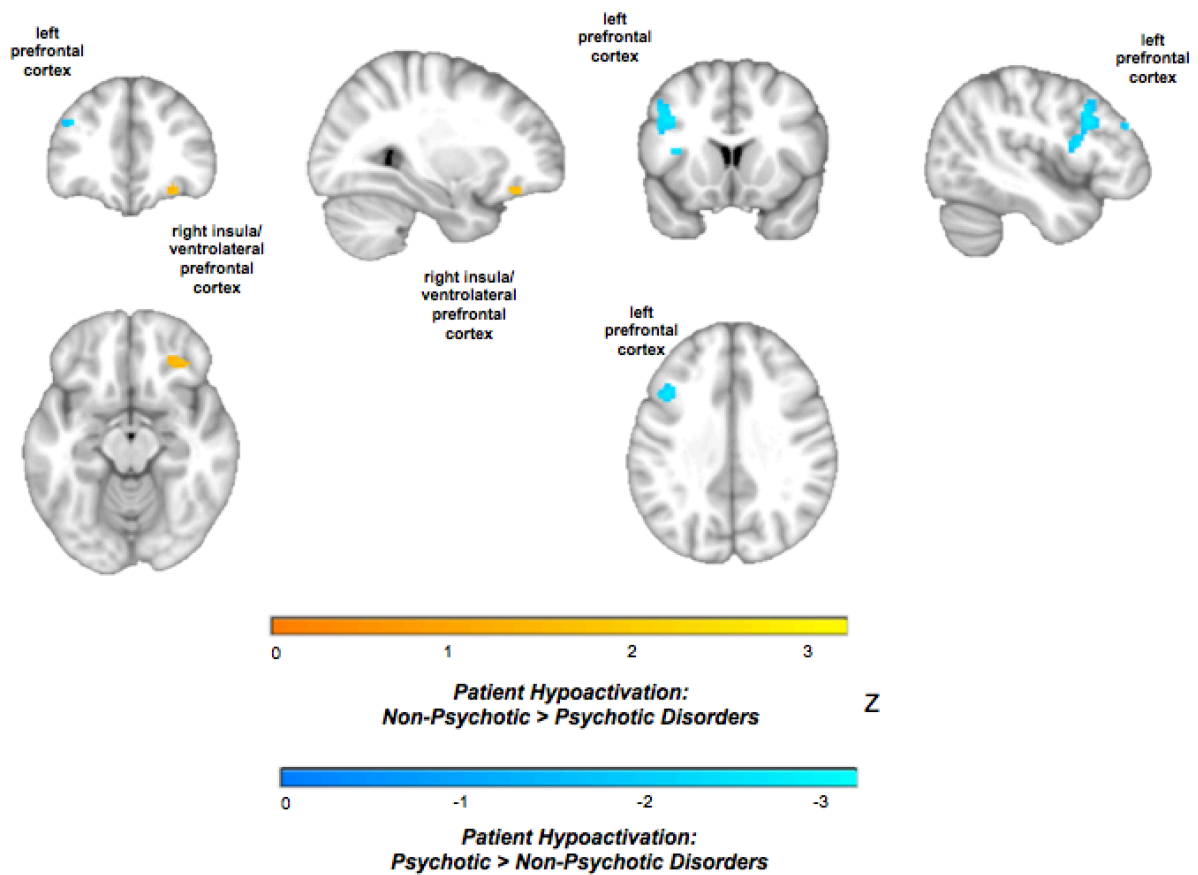 left
prefrontal
cortex
right insula/
ventrolateral
prefrontal
cortex
right insula/
ventrolateral
prefrontal
cortex
left
prefrontal
cortex
left
prefrontal
cortex
left
prefrontal
cortex
0 1 2 3
Patient Hypoactivation:
Non-Psychotic > Psychotic Disorders
Z
0 -1 -2 -3
Patient Hypoactivation:
Psychotic > Non-Psychotic Disorders